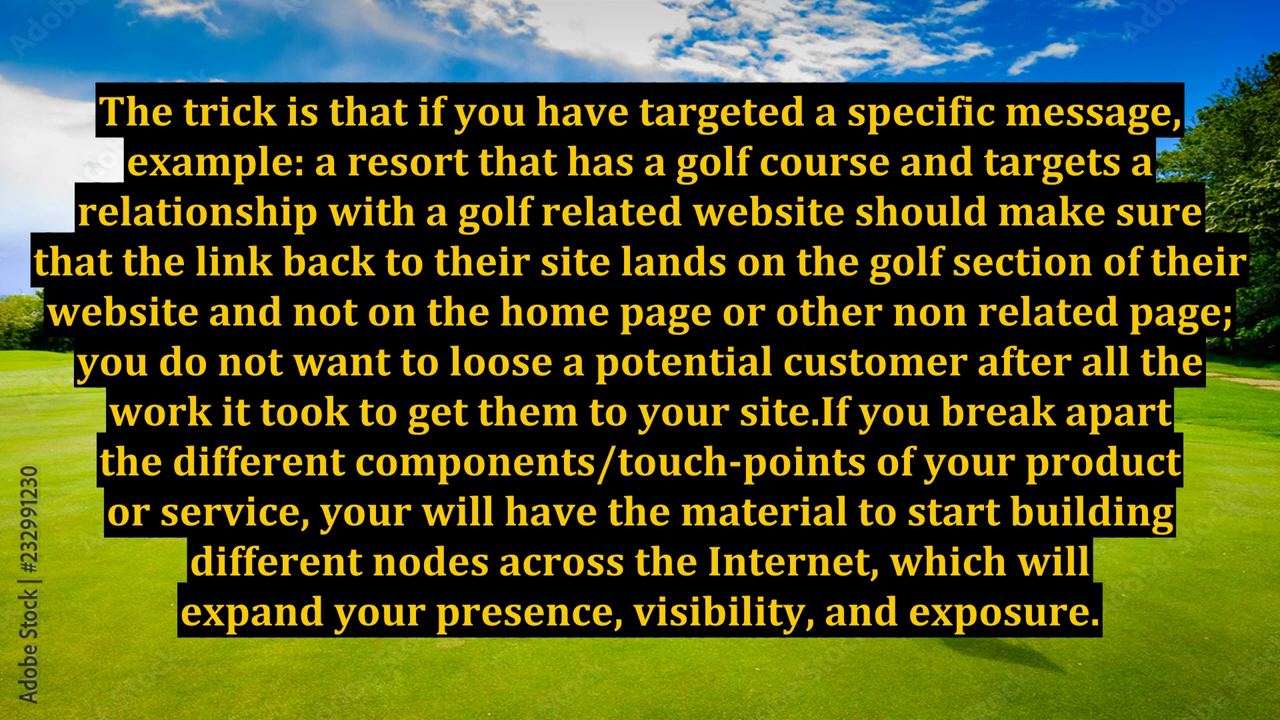 The trick is that if you have targeted a specific message,
example: a resort that has a golf course and targets a
relationship with a golf related website should make sure
that the link back to their site lands on the golf section of their
website and not on the home page or other non related page;
you do not want to loose a potential customer after all the
work it took to get them to your site.If you break apart
the different components/touch-points of your product
or service, your will have the material to start building
different nodes across the Internet, which will
expand your presence, visibility, and exposure.
Adobe Stock | #232991230